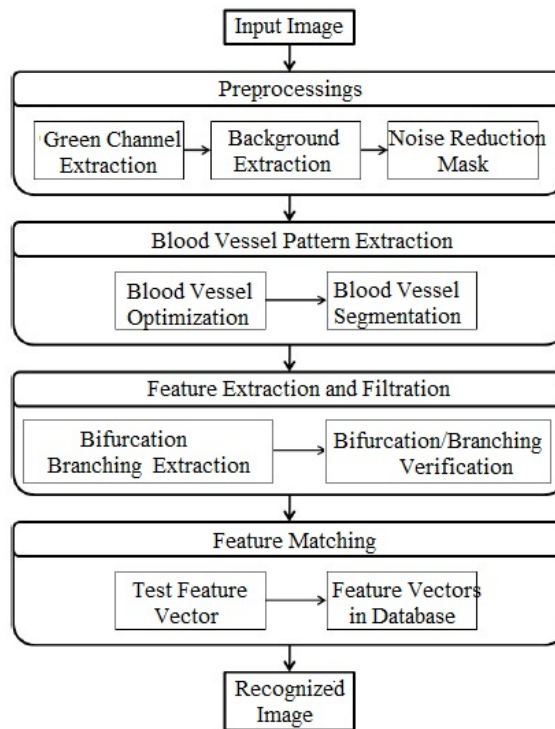 Input Image
Preprocessings
Green Channel
Extraction
Background
Extraction
Noise Reduction
Mask
Blood Vessel Pattern Extraction
Blood Vessel
Optimization
Blood Vessel
Segmentation
Feature Extraction and Filtration
Bifurcation
Branching Extraction
Bifurcation/Branching
Verification
Feature Matching
Test Feature
Vector
Feature Vectors
in Database
Recognized
Image